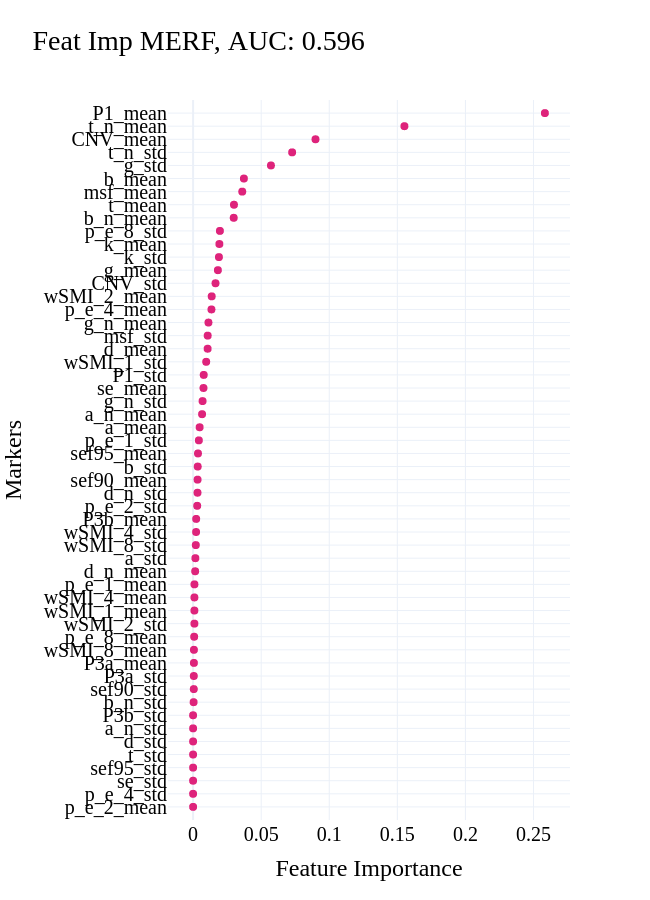 Feat Imp MERF, AUC: 0.596
P1_mean
t_n_mean
CNV_mean
t_n_std
g_std
b_mean
msf_mean
t_mean
b_n_mean
p_e_8_std
k_mean
k_std
g_mean
CNV_std
wSMI_2_mean
p_e_4_mean
g_n_mean
msf_std
d_mean
wSMI_1_std
P1_std
se_mean
g_n_std
a_n_mean
a_mean
p_e_1_std
sef95_mean
b_std
sef90_mean
d_n_std
p_e_2_std
P3b_mean
wSMI_4_std
wSMI_8_std
a_std
d_n_mean
p_e_1_mean
wSMI_4_mean
wSMI_1_mean
wSMI_2_std
p_e_8_mean
wSMI_8_mean
P3a_mean
P3a_std
sef90_std
b_n_std
P3b_std
a_n_std
d_std
t_std
sef95_std
se_std
p_e_4_std
p_e_2_mean
Markers
0 0.05 0.1 0.15 0.2 0.25
Feature Importance